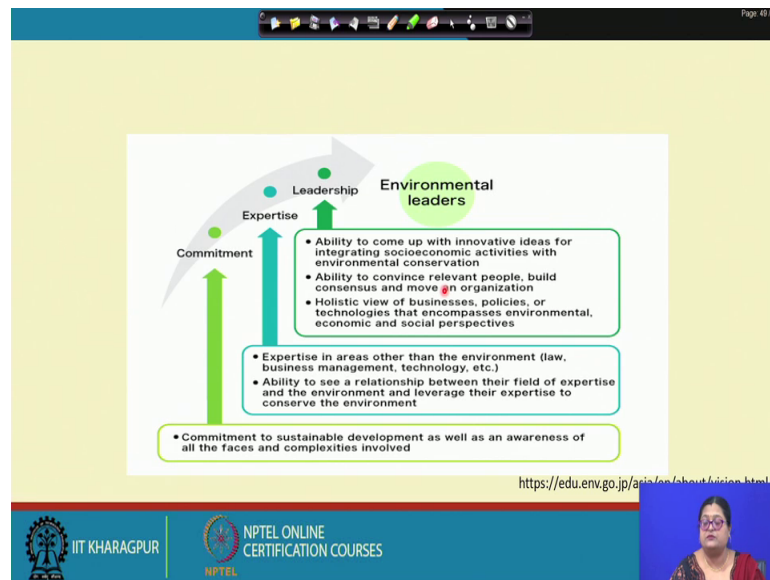 Page: 49 /
Environmental
leaders
Leadership
Expertise
Commitment
• Ability to come up with innovative ideas for
integrating socioeconomic activities with
environmental conservation
• Ability to convince relevant people, build
consensus and move an organization
• Holistic view of businesses, policies, or
technologies that encompasses environmental,
economic and social perspectives
• Expertise in areas other than the environment (law,
business management, technology, etc.)
• Ability to see a relationship between their field of expertise
and the environment and leverage their expertise to
conserve the environment
• Commitment to sustainable development as well as an awareness of
all the faces and complexities involved
https://edu.env.go.jp/asia/en/about/vision.html
IIT KHARAGPUR
NPTEL
NPTEL ONLINE
CERTIFICATION COURSES